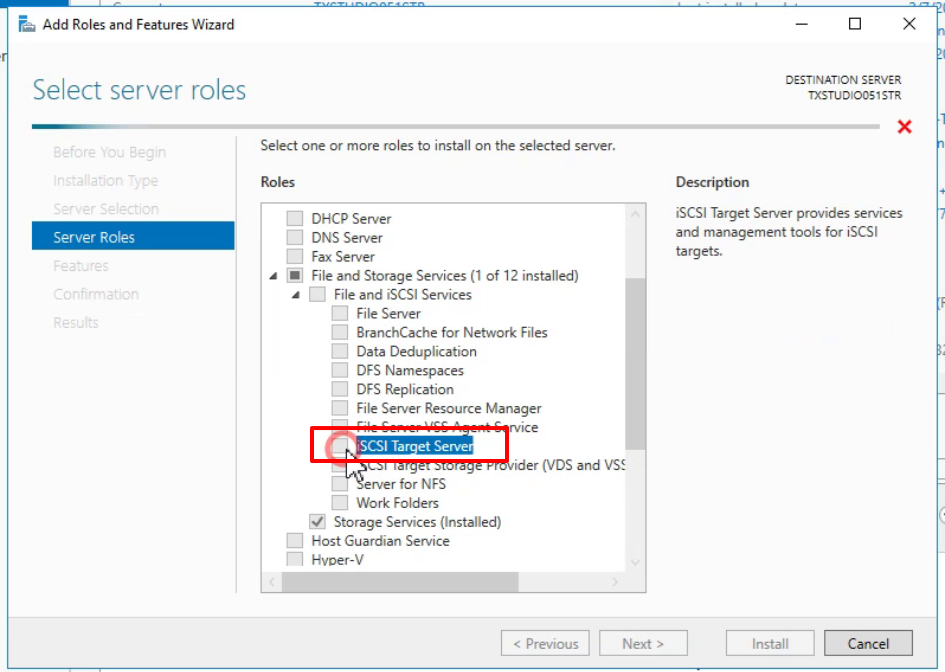 TXSTUDIO051STR
Add Roles and Features Wizard
Select server roles
DESTINATION SERVER
TXSTUDIO051STR
Before You Begin
Installation Type
Server Selection
Server Roles
Features
Confirmation
Results
Select one or more roles to install on the selected server.
Roles
DHCP Server
DNS Server
Fax Server
File and Storage Services (1 of 12 installed)
File and iSCSI Services
File Server
BranchCache for Network Files
Data Deduplication
DFS Namespaces
DFS Replication
File Server Resource Manager
File Server VSS Agent Service
iSCSI Target Server
iSCSI Target Storage Provider (VDS and VSS
Server for NFS
Work Folders
Storage Services (Installed)
Host Guardian Service
Hyper-V
Description
iSCSI Target Server provides services
and management tools for iSCSI
targets.
< Previous
Next >
Install
Cancel